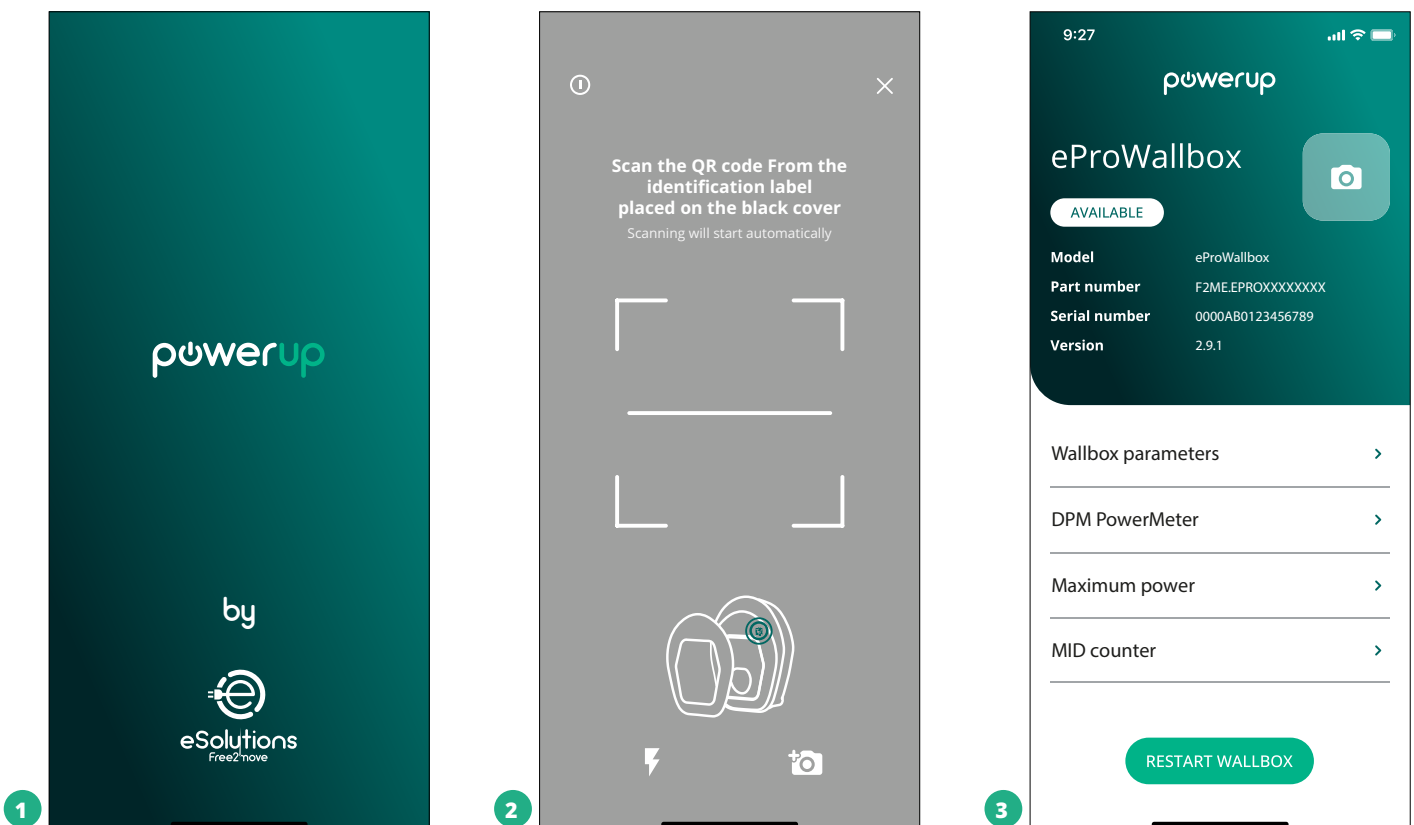 powerup
by
eSolutions
Free2move
1
Scan the QR code From the
identification label
placed on the black cover
Scanning will start automatically
2
9:27
powerup
eProWallbox
AVAILABLE
Model eProWallbox
Part number F2ME.EPROXXXXXXXX
Serial number 0000AB0123456789
Version 2.9.1
Wallbox parameters
DPM PowerMeter
Maximum power
MID counter
RESTART WALLBOX
3